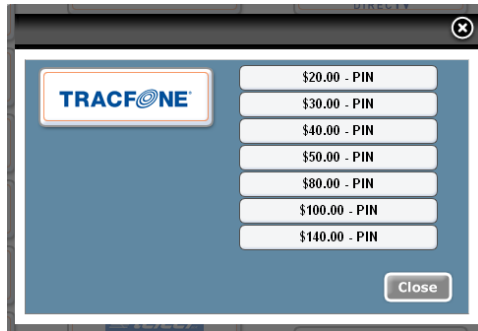 DIRECTV
TRACFONE
$20.00 - PIN
$30.00 - PIN
$40.00 - PIN
$50.00 - PIN
$80.00 - PIN
$100.00 - PIN
$140.00 - PIN
Close